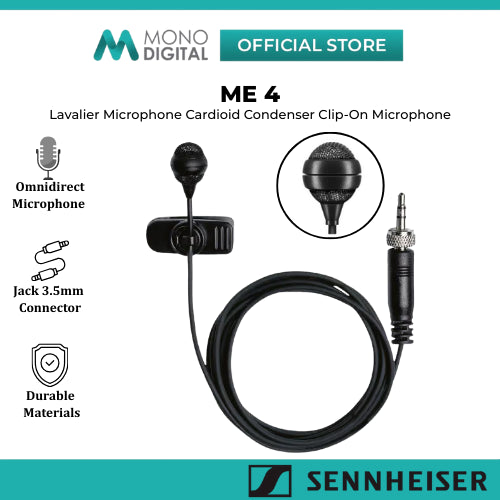 MONO
DIGITAL
OFFICIAL STORE
ME 4
Lavalier Microphone Cardioid Condenser Clip-On Microphone
Omnidirect
Microphone
Jack 3.5mm
Connector
Durable
Materials
SENNHEISER